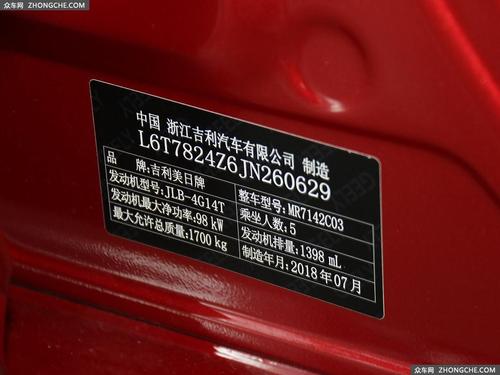 众车网 ZHONGCHE.COM
中国 浙江吉利汽车有限公司 制造
L6T7824Z6JN260629
品 牌:吉利美日牌
整车型号:MR7142C03
发动机型号:JLB-4G14T
乘坐人数:5
发动机最大净功率:98 kW
发动机排量:1398 mL
最大允许总质量:1700 kg
制造年月:2018 年 07 月
众车网 ZHONGCHE.COM